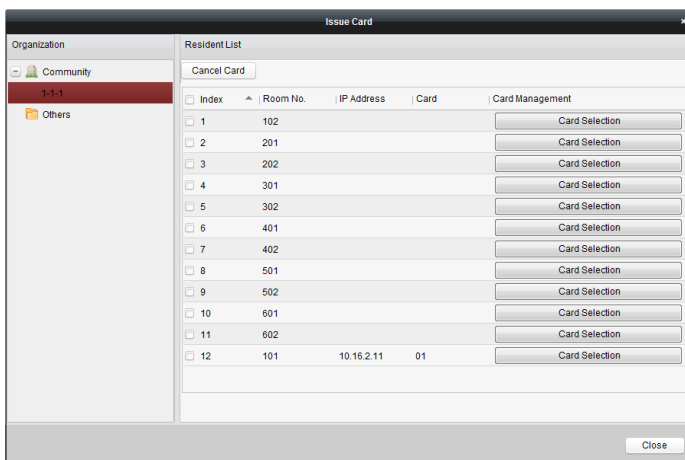 Issue Card
Organization
Resident List
Community
1-1-1
Others
Cancel Card
Index Room No. IP Address Card Card Management
1 102 Card Selection
2 201 Card Selection
3 202 Card Selection
4 301 Card Selection
5 302 Card Selection
6 401 Card Selection
7 402 Card Selection
8 501 Card Selection
9 502 Card Selection
10 601 Card Selection
11 602 Card Selection
12 101 10.16.2.11 01 Card Selection
Close